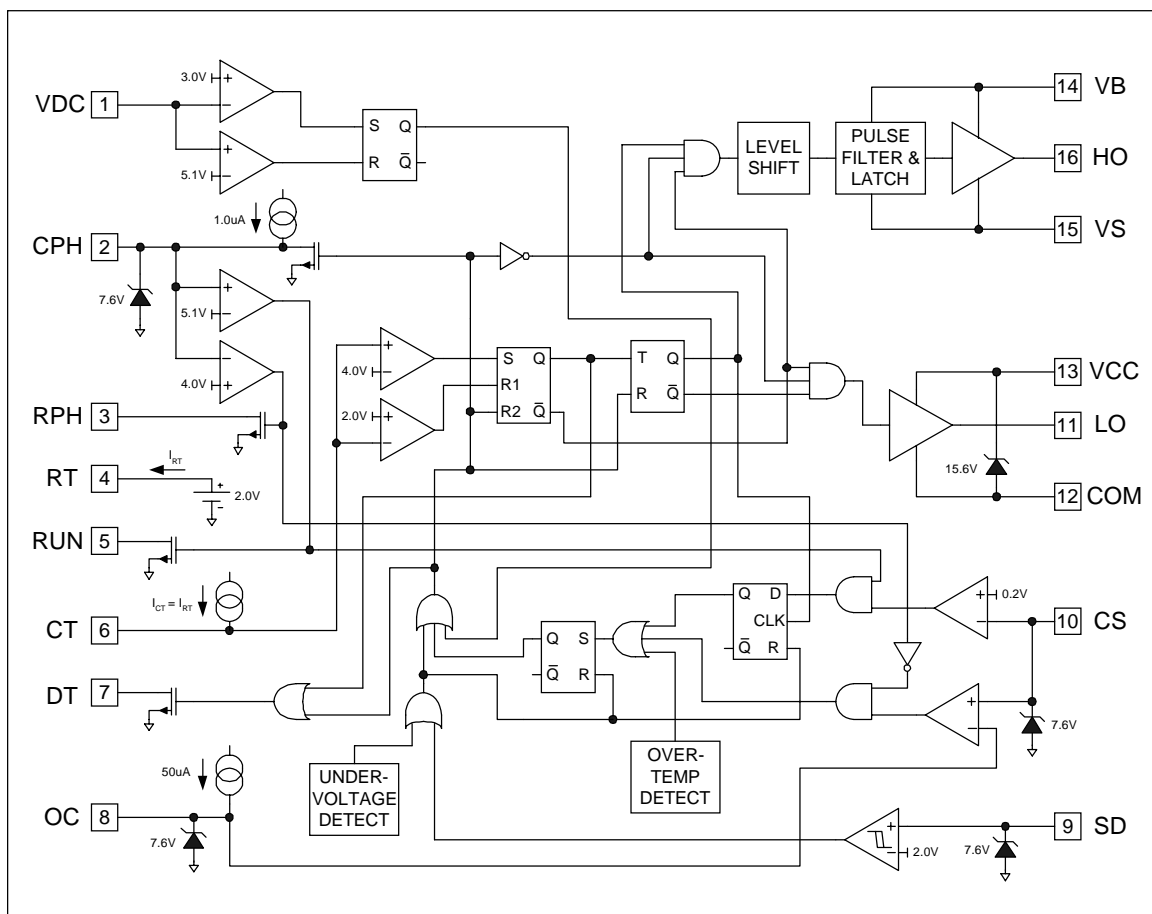 VDC 1
3.0V
+
−
+
−
5.1V
S Q
R Q̅
1.0uA
CPH 2
7.6V
+
−
5.1V
−
+
4.0V
RPH 3
RT 4
I_RT
+
−
2.0V
RUN 5
I_CT = I_RT
CT 6
DT 7
50uA
OC 8
7.6V
+
−
4.0V
2.0V
+
−
S Q
R1
R2 Q̅
T Q
R Q̅
LEVEL
SHIFT
PULSE
FILTER &
LATCH
14 VB
16 HO
15 VS
13 VCC
11 LO
15.6V
12 COM
Q D
CLK
Q̅ R
Q S
Q̅ R
+
−
0.2V
10 CS
+
−
7.6V
UNDER-
VOLTAGE
DETECT
OVER-
TEMP
DETECT
+
−
2.0V
7.6V
9 SD